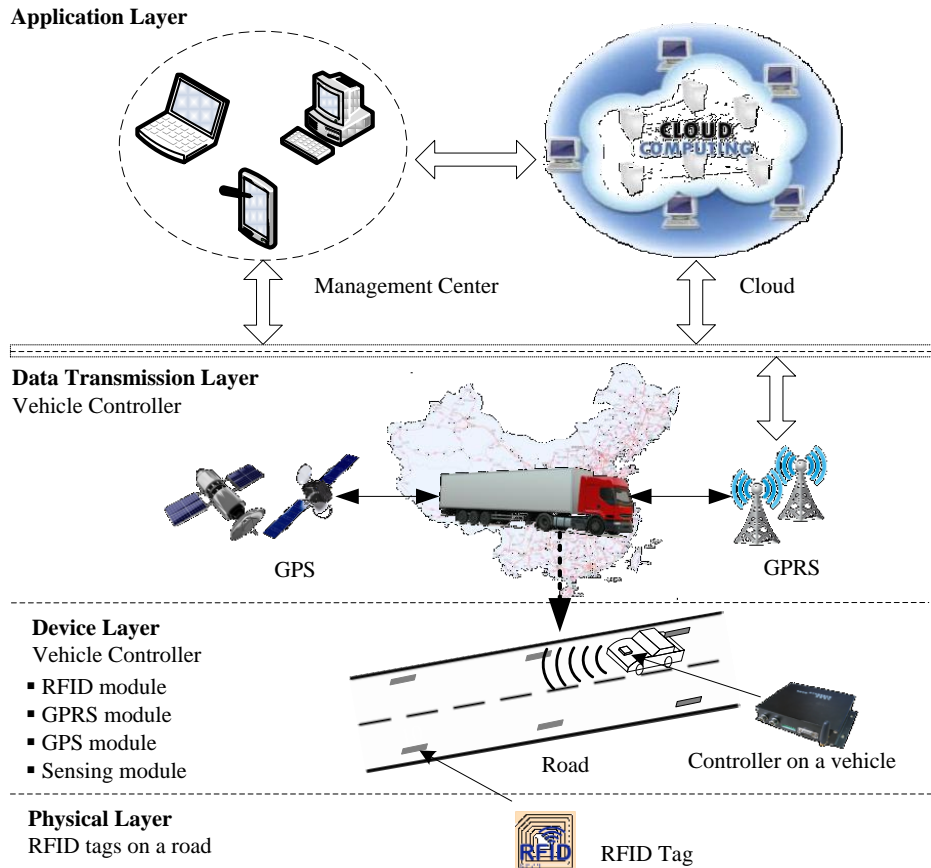 Application Layer
CLOUD
COMPUTING
Management Center
Cloud
Data Transmission Layer
Vehicle Controller
GPS
GPRS
Device Layer
Vehicle Controller
▪ RFID module
▪ GPRS module
▪ GPS module
▪ Sensing module
Road
Controller on a vehicle
Physical Layer
RFID tags on a road
RFID
RFID Tag